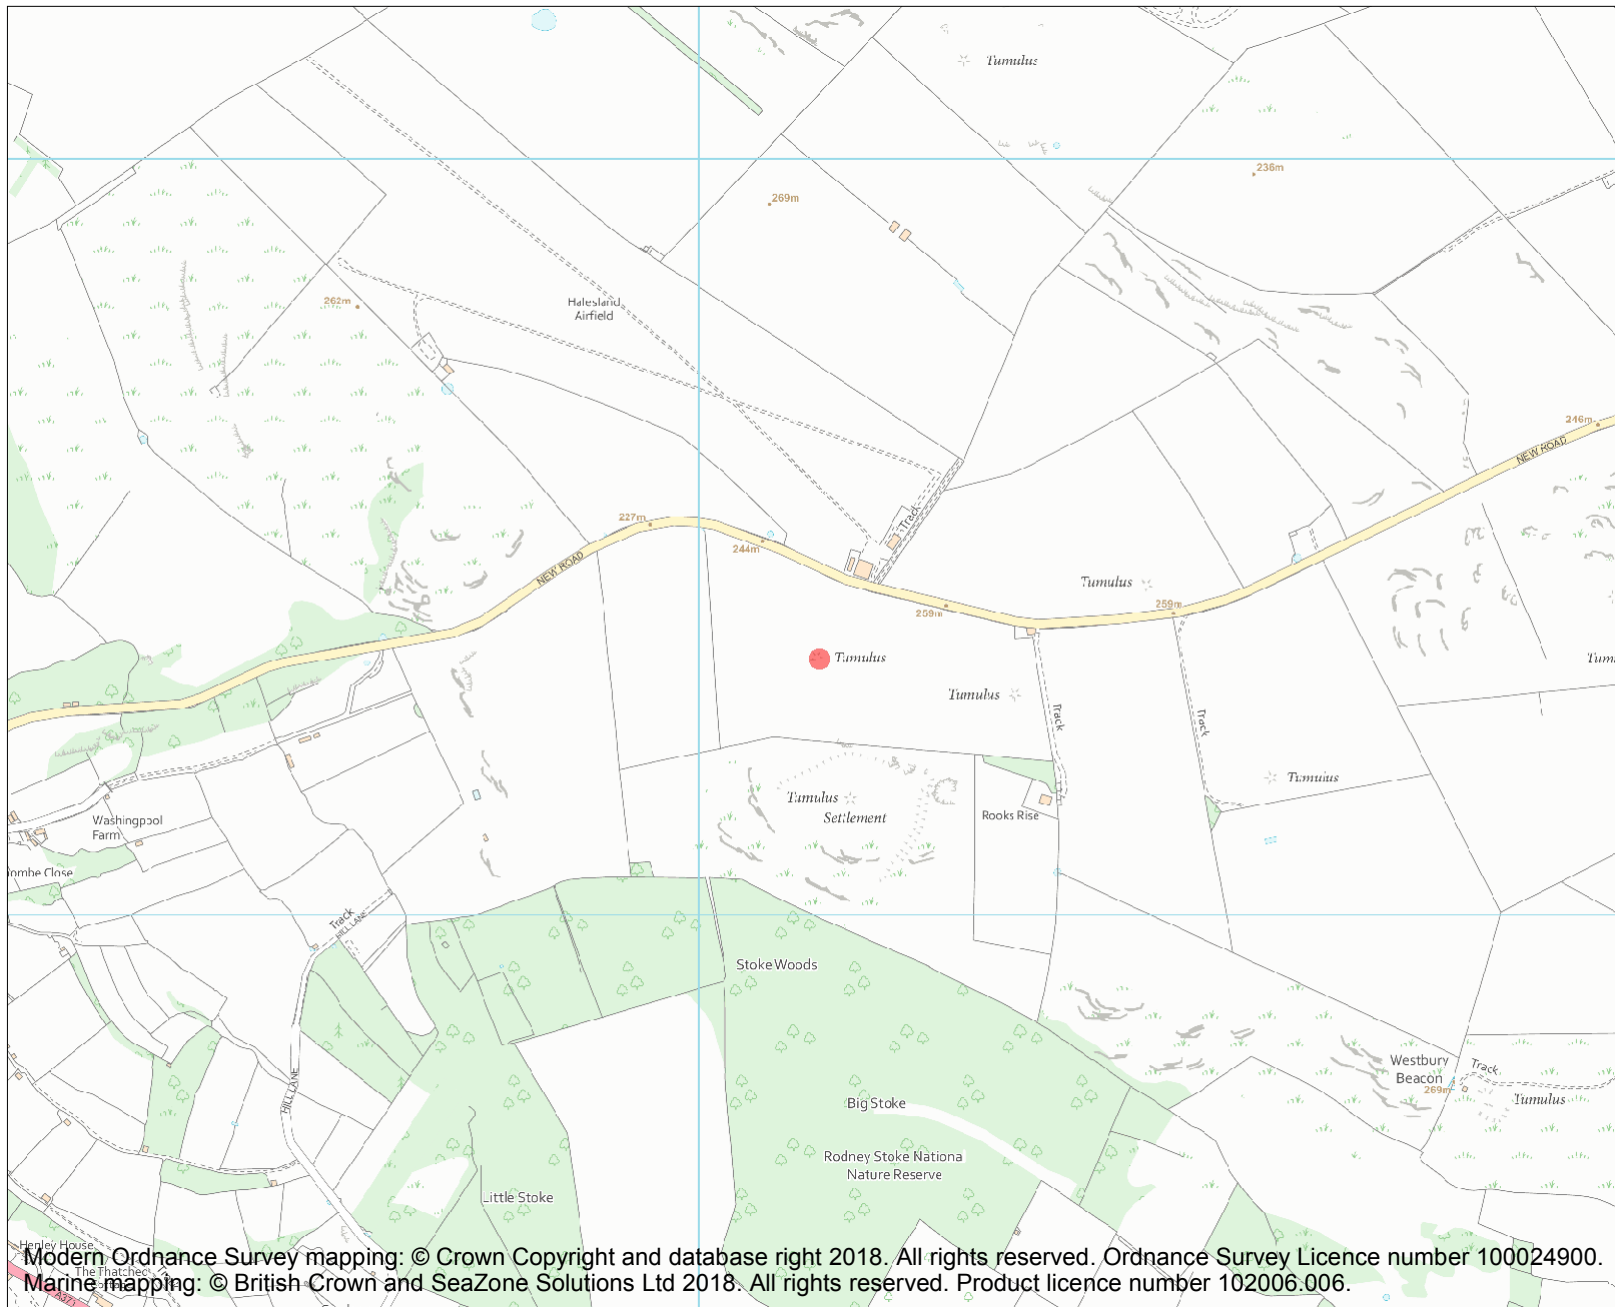 Tumulus
236m
269m
262m
Halesland
Airfield
246m
NEW ROAD
227m
Track
244m
NEW ROAD
Tumulus
259m
259m
Tumulus
Tumulus
Track
Track
Tumulus
Tumulus
Settlement
Rooks Rise
Washingpool
Farm
Track
HILL LANE
Stoke Woods
Westbury
Beacon
Track
269m
Tumulus
HILL LANE
Big Stoke
Rodney Stoke National
Nature Reserve
Little Stoke
Henley House
The Thatched
Modern Ordnance Survey mapping: © Crown Copyright and database right 2018. All rights reserved. Ordnance Survey Licence number 100024900.
Marine mapping: © British Crown and SeaZone Solutions Ltd 2018. All rights reserved. Product licence number 102006.006.